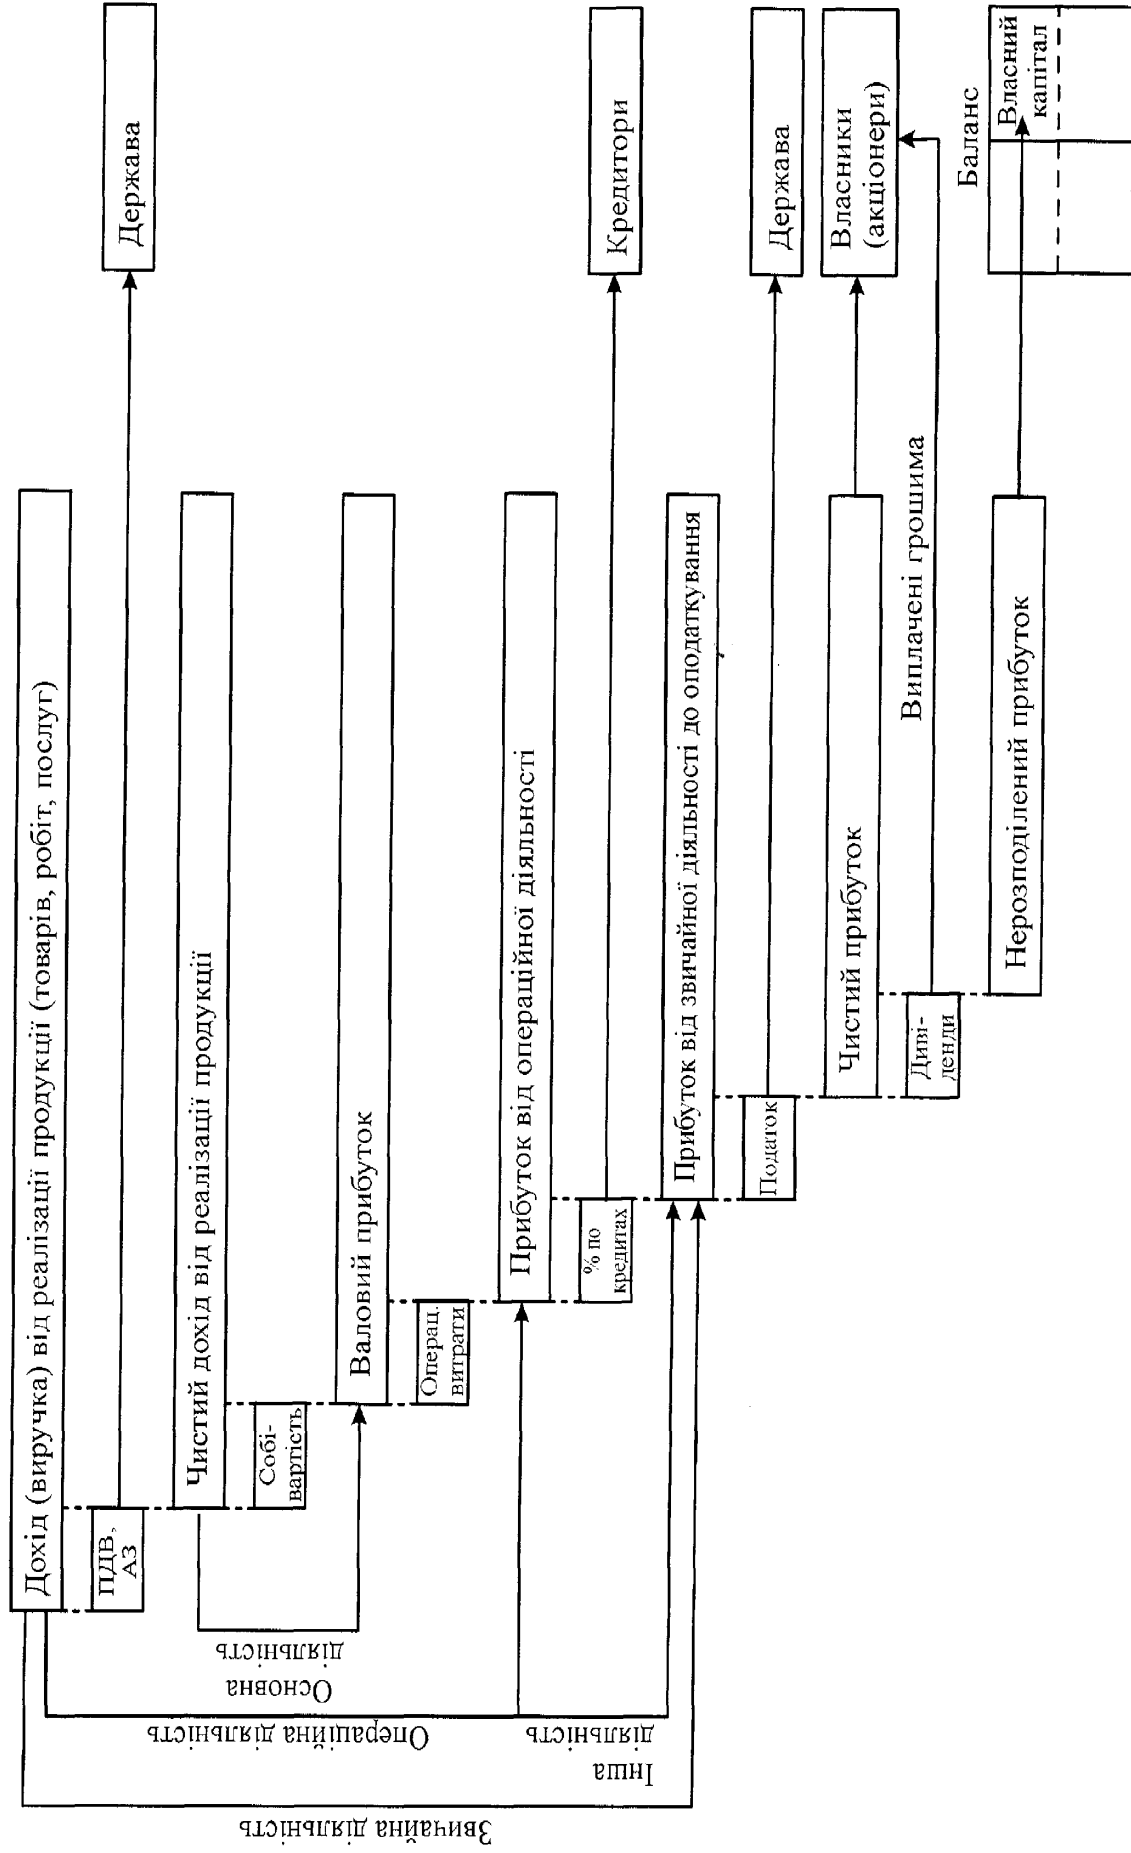 Дохід (виручка) від реалізації продукції (товарів, робіт, послуг)
ПДВ,
АЗ
Держава
Чистий дохід від реалізації продукції
Собі-
вартість
Валовий прибуток
Операц.
витрати
Прибуток від операційної діяльності
% по
кредитах
Кредитори
Прибуток від звичайної діяльності до оподаткування
Податок
Держава
Чистий прибуток
Власники
(акціонери)
Диві-
денди
Виплачені грошима
Нерозподілений прибуток
Баланс
Власний
капітал
Основна
діяльність
Операційна діяльність
Інша
діяльність
Звичайна діяльність